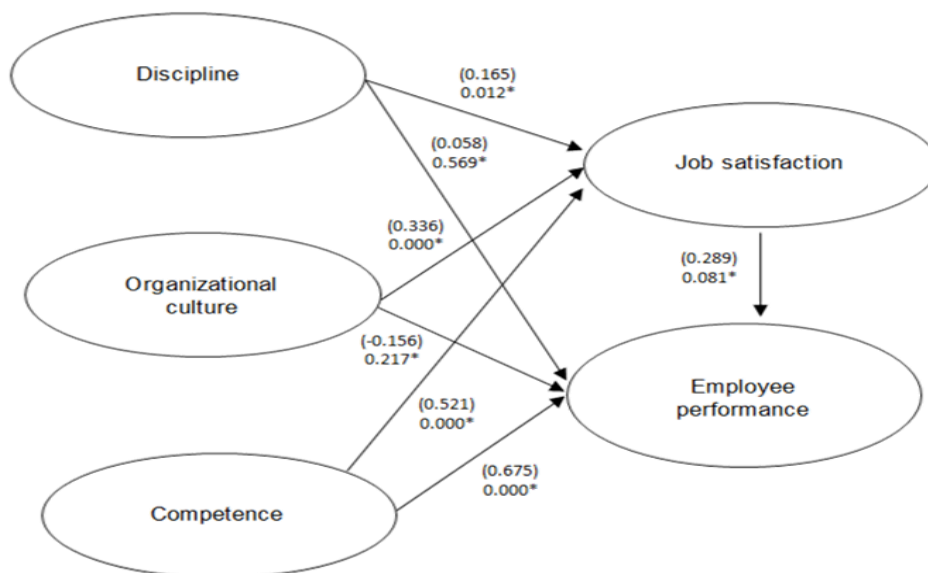 Discipline
(0.165)
0.012*
(0.058)
0.569*
Job satisfaction
(0.336)
0.000*
Organizational
culture
(0.289)
0.081*
(-0.156)
0.217*
Employee
performance
(0.521)
0.000*
(0.675)
0.000*
Competence